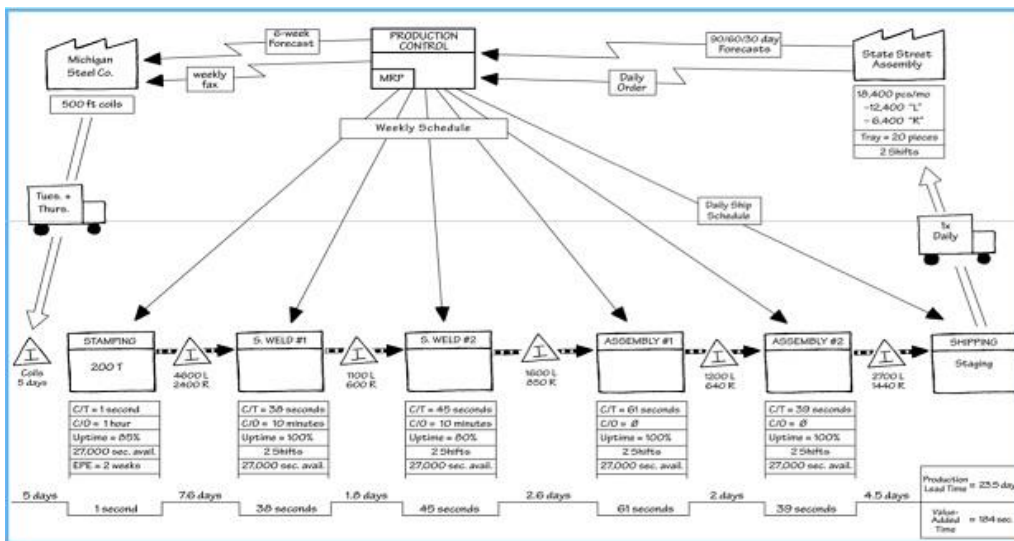 Michigan
Steel Co.
500 ft coils
6-week
Forecast
weekly
fax
PRODUCTION
CONTROL
MRP
90/60/30 day
Forecasts
Daily
Order
State Street
Assembly
18,400 pcs/mo
-12,400 "L"
- 6,400 "R"
Tray = 20 pieces
2 Shifts
Weekly Schedule
Tues. +
Thurs.
Daily Ship
Schedule
1x
Daily
I
Coils
5 days
STAMPING
200 T
C/T = 1 second
C/O = 1 hour
Uptime = 85%
27,000 sec. avail.
EPE = 2 weeks
I
4600 L
2400 R
S. WELD #1
C/T = 38 seconds
C/O = 10 minutes
Uptime = 100%
2 Shifts
27,000 sec. avail.
I
1100 L
600 R
S. WELD #2
C/T = 45 seconds
C/O = 10 minutes
Uptime = 80%
2 Shifts
27,000 sec. avail.
I
1600 L
850 R
ASSEMBLY #1
C/T = 61 seconds
C/O = Ø
Uptime = 100%
2 Shifts
27,000 sec. avail.
I
1200 L
640 R
ASSEMBLY #2
C/T = 39 seconds
C/O = Ø
Uptime = 100%
2 Shifts
27,000 sec. avail.
I
2700 L
1440 R
SHIPPING
Staging
5 days
1 second
7.6 days
38 seconds
1.8 days
45 seconds
2.6 days
61 seconds
2 days
39 seconds
4.5 days
Production
Lead Time = 23.5 day
Value-
Added = 184 sec.
Time